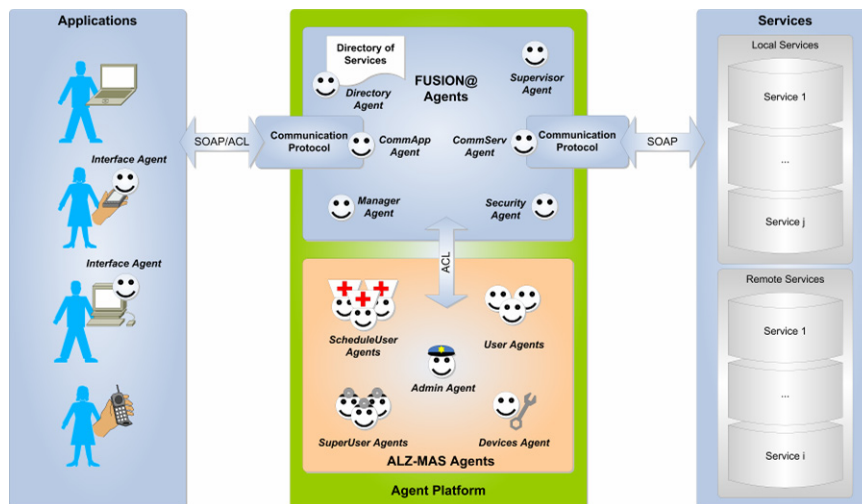 Applications
Interface Agent
Interface Agent
SOAP/ACL
Directory of
Services
FUSION@
Agents
Directory
Agent
Supervisor
Agent
Communication
Protocol
CommApp
Agent
CommServ
Agent
Communication
Protocol
Manager
Agent
Security
Agent
ACL
ScheduleUser
Agents
User Agents
Admin Agent
SuperUser Agents
Devices Agent
ALZ-MAS Agents
Agent Platform
SOAP
Services
Local Services
Service 1
...
Service j
Remote Services
Service 1
...
Service i